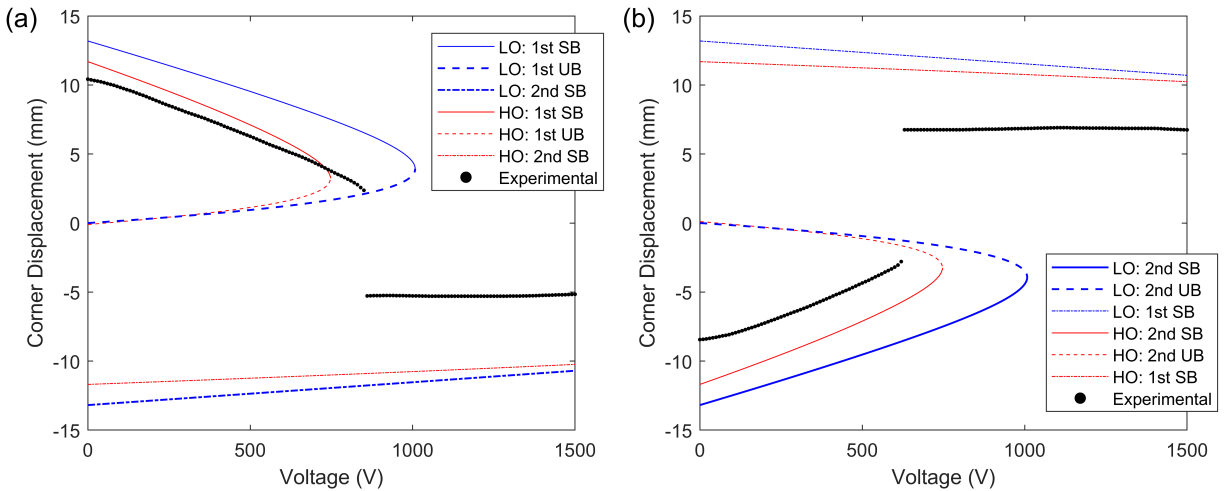 (a)
15
10
5
0
-5
-10
-15
0
500
1000
1500
Corner Displacement (mm)
Voltage (V)
LO: 1st SB
LO: 1st UB
LO: 2nd SB
HO: 1st SB
HO: 1st UB
HO: 2nd SB
Experimental
(b)
15
10
5
0
-5
-10
-15
0
500
1000
1500
Corner Displacement (mm)
Voltage (V)
LO: 2nd SB
LO: 2nd UB
LO: 1st SB
HO: 2nd SB
HO: 2nd UB
HO: 1st SB
Experimental